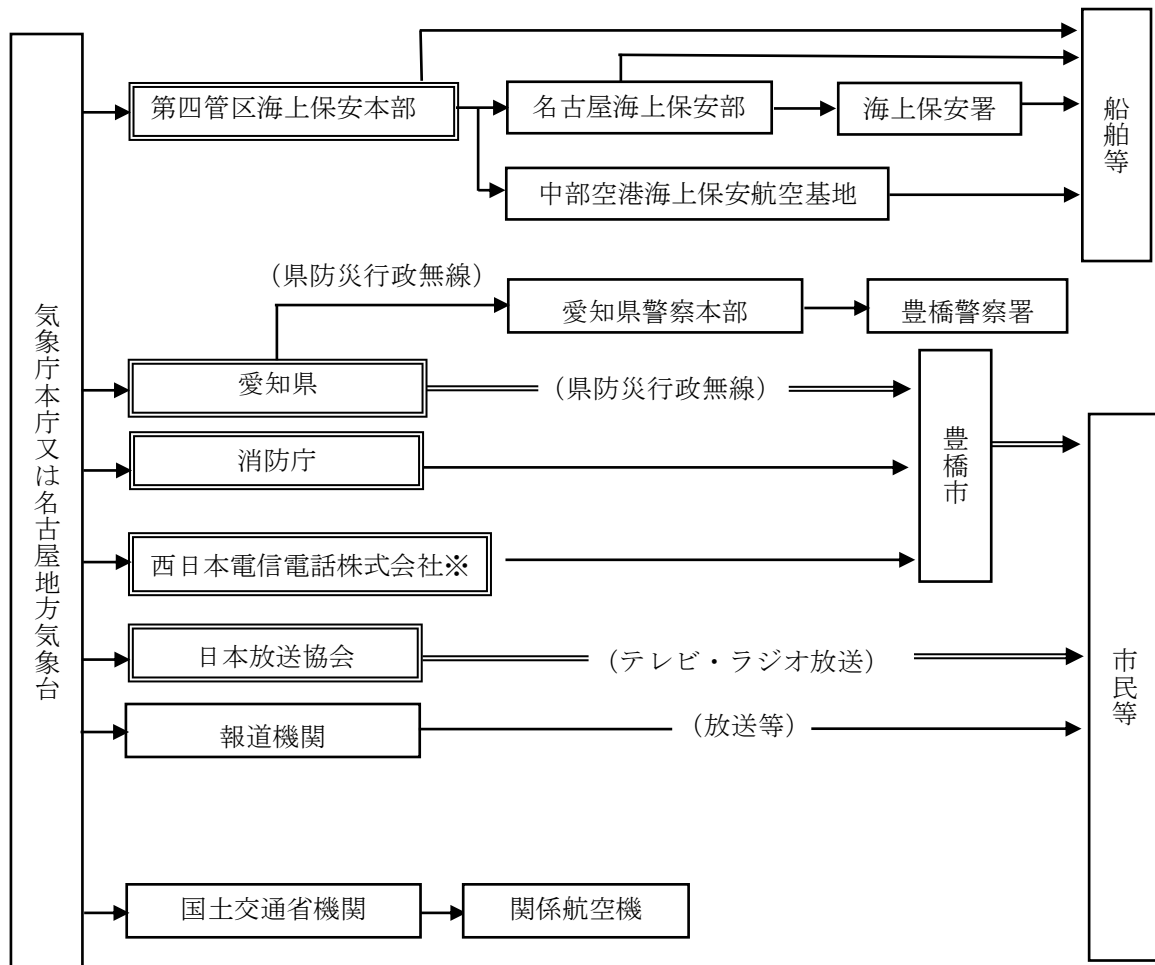 気象庁本庁又は名古屋地方気象台
第四管区海上保安本部
名古屋海上保安部
海上保安署
船舶等
中部空港海上保安航空基地
（県防災行政無線）
愛知県警察本部
豊橋警察署
愛知県
（県防災行政無線）
豊橋市
消防庁
西日本電信電話株式会社※
日本放送協会
（テレビ・ラジオ放送）
市民等
報道機関
（放送等）
国土交通省機関
関係航空機